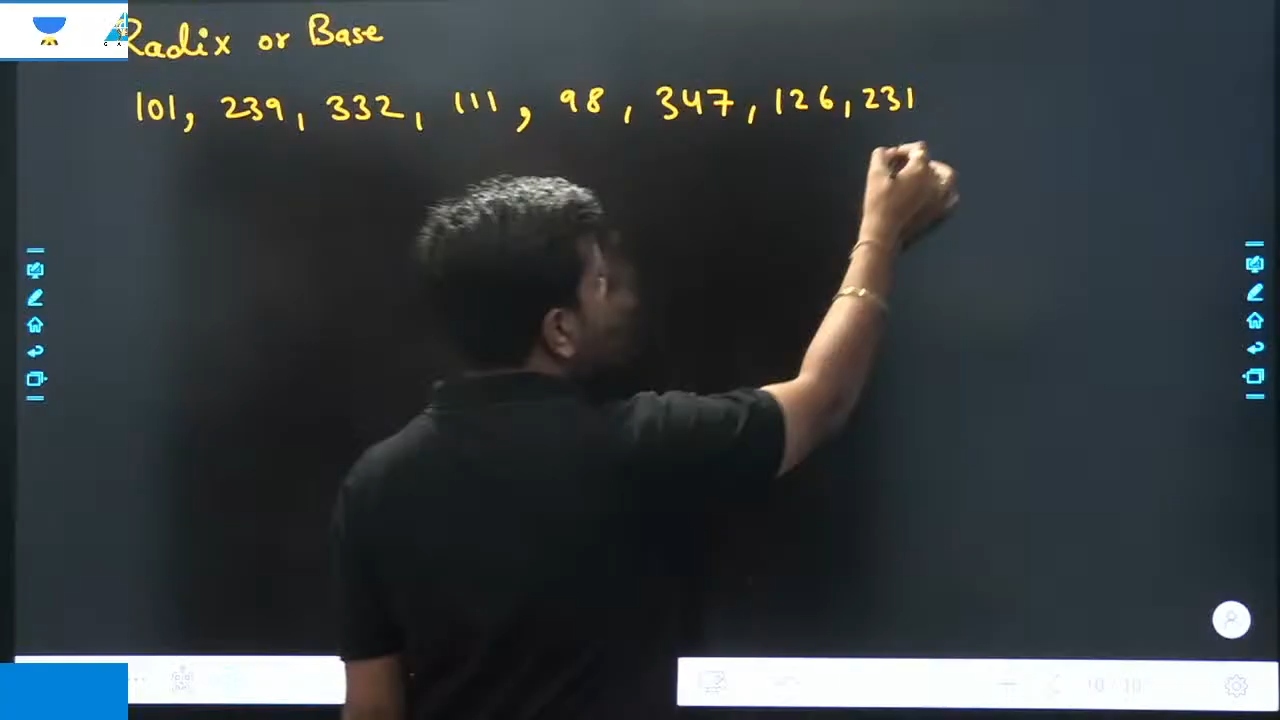 Radix or Base
101, 239, 332, 111, 98, 347, 126, 231